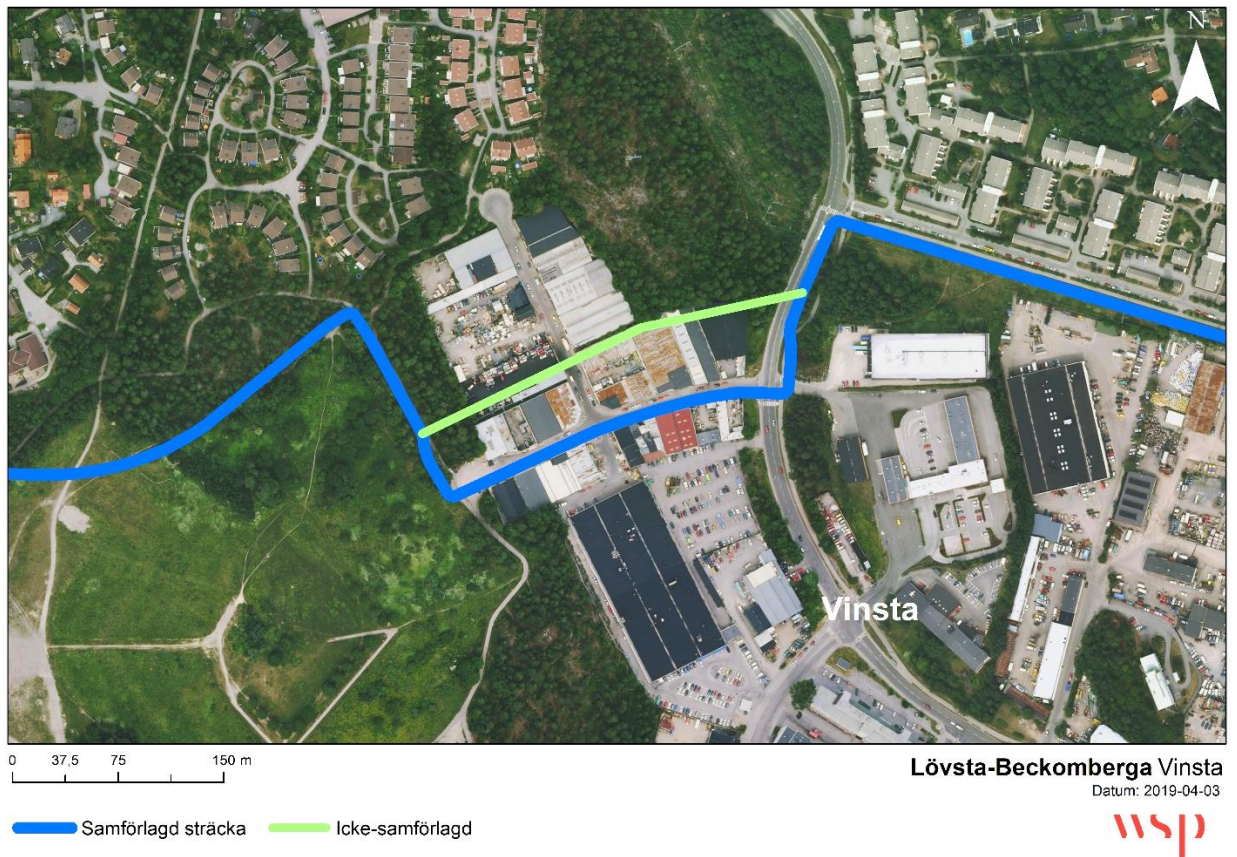 N
Vinsta
0 37,5 75 150 m
Lövsta-Beckomberga Vinsta
Datum: 2019-04-03
Samförlagd sträcka Icke-samförlagd
wsp